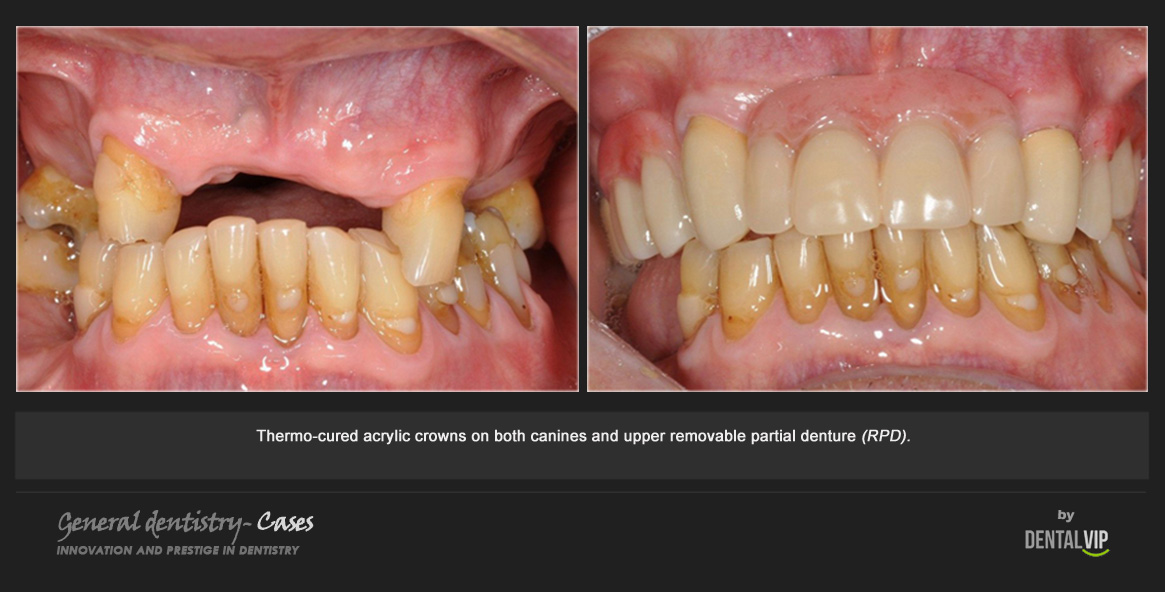 Thermo-cured acrylic crowns on both canines and upper removable partial denture (RPD).
General dentistry- Cases
INNOVATION AND PRESTIGE IN DENTISTRY
by
DENTALVIP